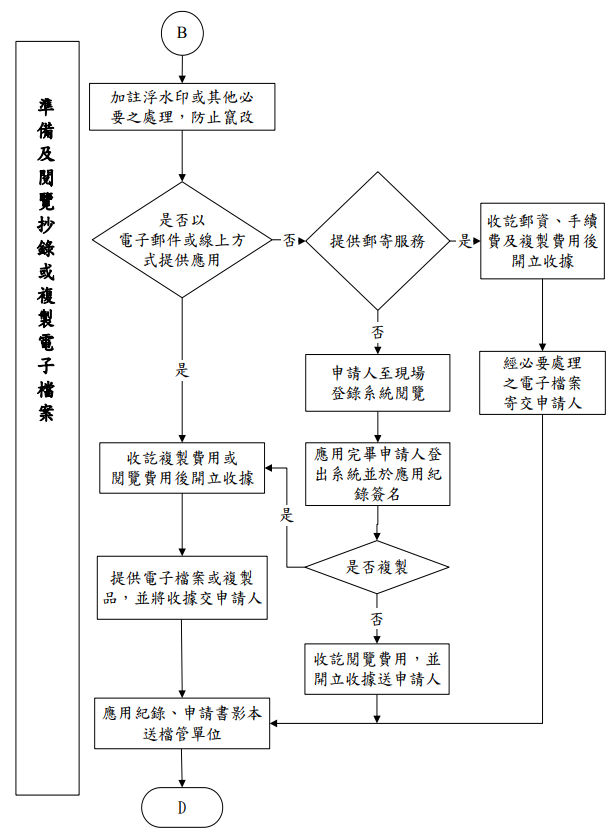 B
準備及閱覽抄錄或複製電子檔案
加註浮水印或其他必
要之處理，防止竄改
是否以
電子郵件或線上方
式提供應用
否
提供郵寄服務
是
收訖郵資、手續
費及複製費用後
開立收據
是
否
申請人至現場
登錄系統閱覽
經必要處理
之電子檔案
寄交申請人
收訖複製費用或
閱覽費用後開立收據
應用完畢申請人登
出系統並於應用紀
錄簽名
是
是否複製
提供電子檔案或複製
品，並將收據交申請人
否
收訖閱覽費用，並
開立收據送申請人
應用紀錄、申請書影本
送檔管單位
D